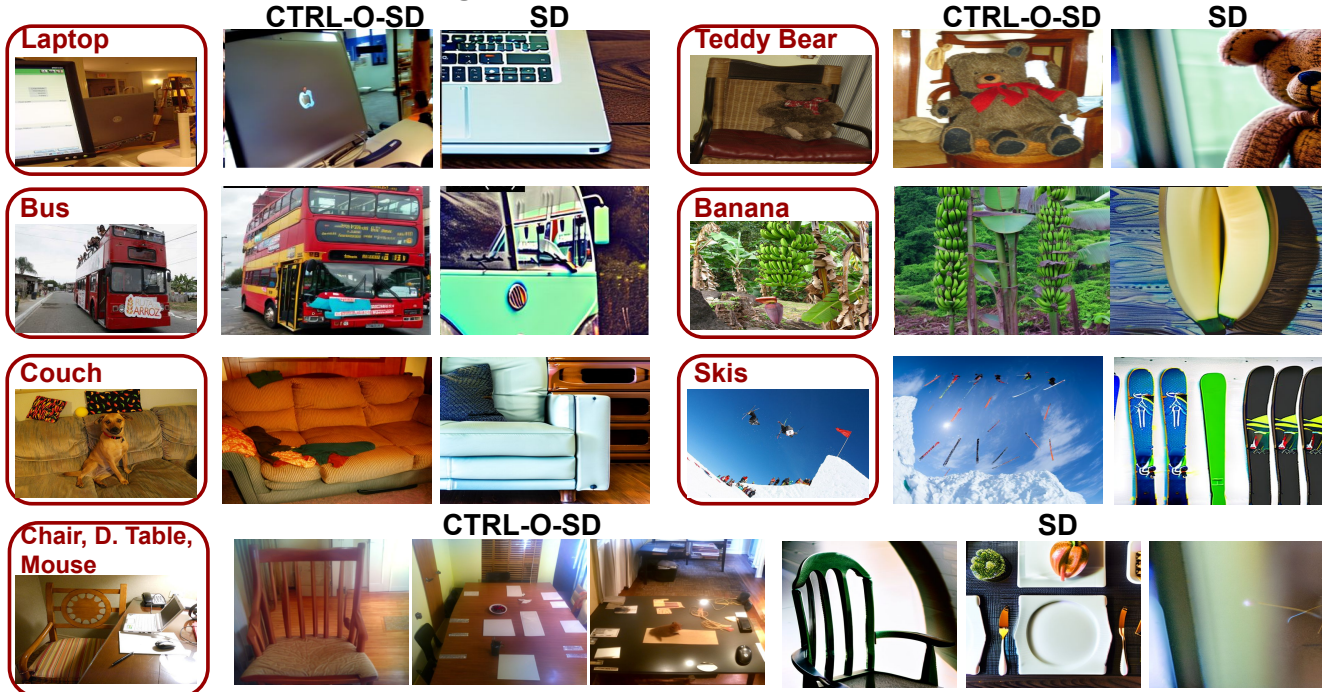 CTRL-O-SD SD CTRL-O-SD SD
Laptop
Teddy Bear
Bus
Banana
ARROZ
Couch
Skis
CTRL-O-SD SD
Chair, D. Table,
Mouse